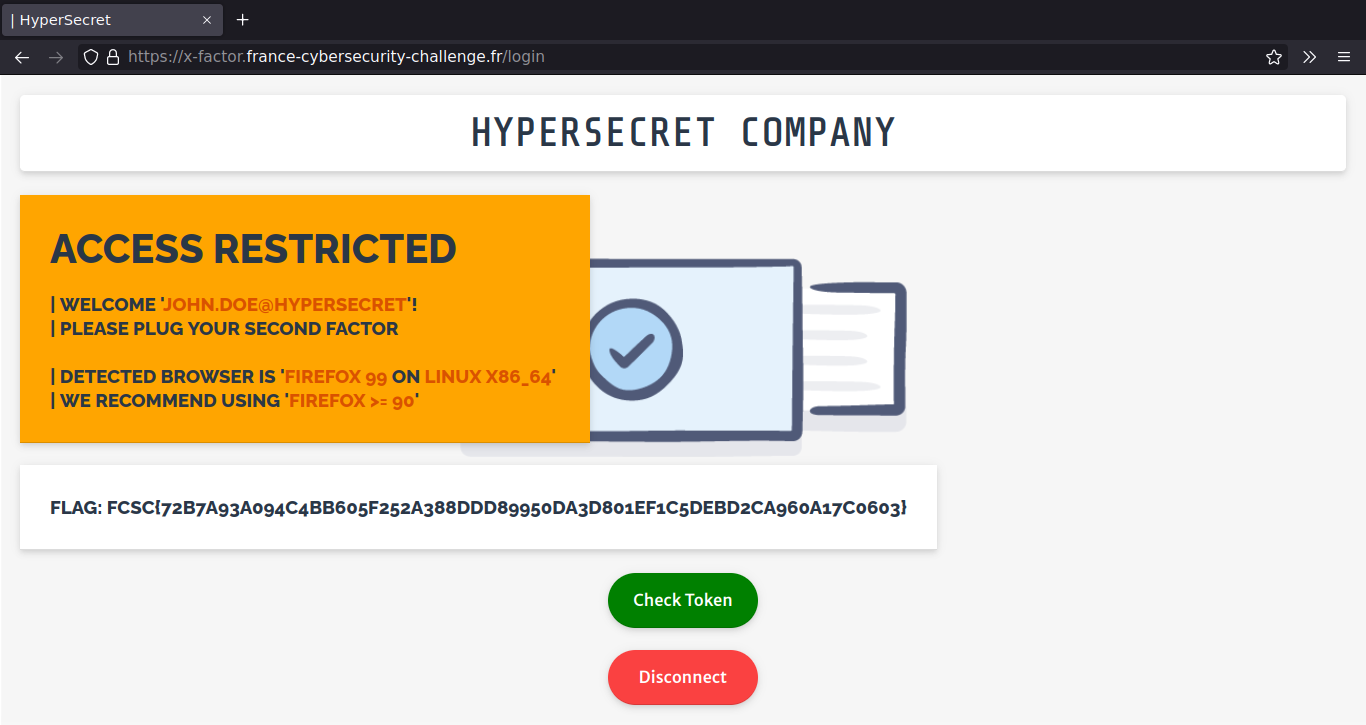 | HyperSecret
https://x-factor.france-cybersecurity-challenge.fr/login
HYPERSECRET COMPANY
ACCESS RESTRICTED
| WELCOME 'JOHN.DOE@HYPERSECRET'!
| PLEASE PLUG YOUR SECOND FACTOR
| DETECTED BROWSER IS 'FIREFOX 99 ON LINUX X86_64'
| WE RECOMMEND USING 'FIREFOX >= 90'
FLAG: FCSC{72B7A93A094C4BB605F252A388DDD89950DA3D801EF1C5DEBD2CA960A17C0603}
Check Token
Disconnect